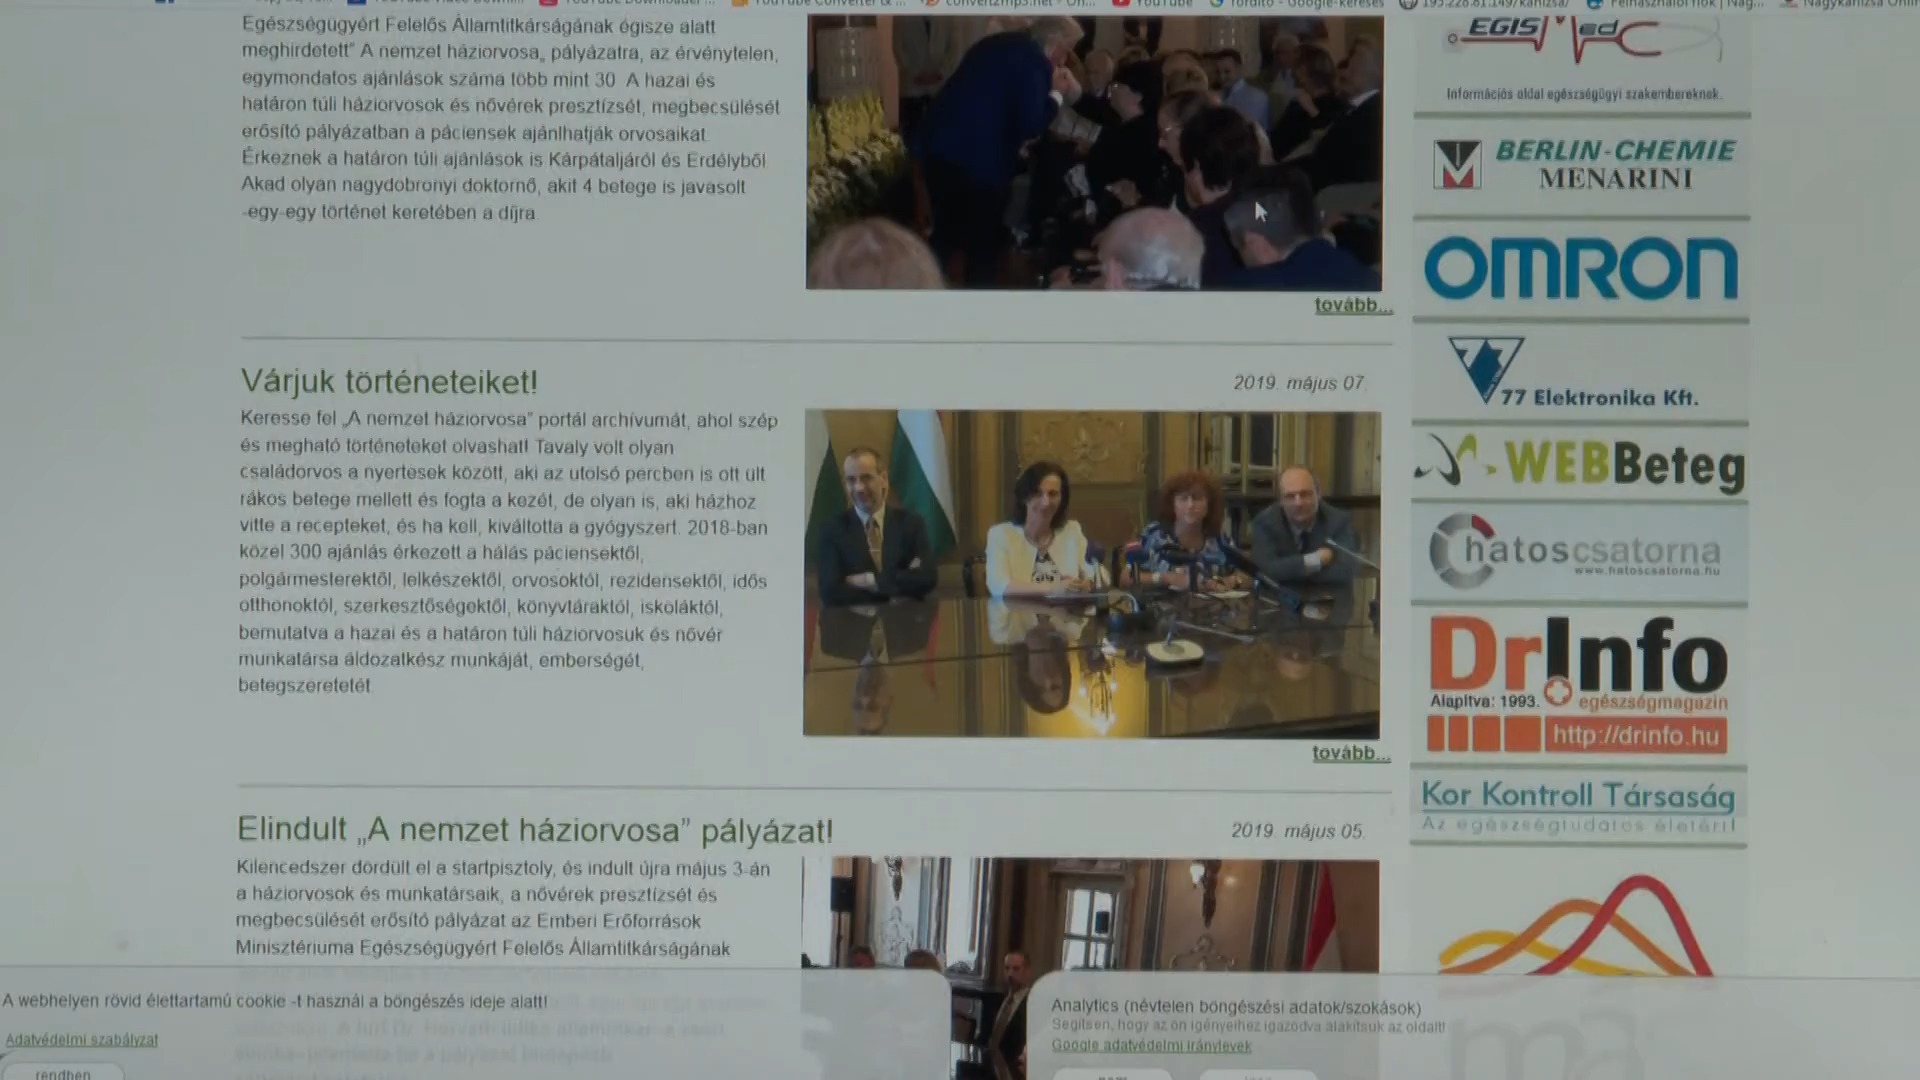 Egészségügyért Felelős Államtitkárságának égisze alatt
meghirdetett" A nemzet háziorvosa„ pályázatra, az érvénytelen,
egymondatos ajánlások száma több mint 30 A hazai és
határon túli háziorvosok és nővérek presztízsét, megbecsülését
erősítő pályázatban a páciensek ajánlhatják orvosaikat
Érkeznek a határon túli ajánlások is Kárpátaljáról és Erdélyből
Akad olyan nagydobronyi doktornő, akit 4 betege is javasolt
-egy-egy történet keretében a díjra
tovább...
Várjuk történeteiket!
2019. május 07.
Keresse fel „A nemzet háziorvosa” portál archívumát, ahol szép
és megható történeteket olvashat! Tavaly volt olyan
családorvos a nyertesek között, aki az utolsó percben is ott ült
rákos betege mellett és fogta a kezét, de olyan is, aki házhoz
vitte a recepteket, és ha kell, kiváltotta a gyógyszert. 2018-ban
közel 300 ajánlás érkezett a hálás páciensektől,
polgármesterektől, lelkészektől, orvosoktól, rezidensektől, idős
otthonoktól, szerkesztőségektől, könyvtáraktól, iskoláktól,
bemutatva a hazai és a határon túli háziorvosuk és nővér
munkatársa áldozatkész munkáját, emberségét,
betegszeretetét
tovább...
Elindult „A nemzet háziorvosa” pályázat!
2019. május 05.
Kilencedszer dördült el a startpisztoly, és indult újra május 3-án
a háziorvosok és munkatársaik, a nővérek presztízsét és
megbecsülését erősítő pályázat az Emberi Erőforrások
Minisztériuma Egészségügyért Felelős Államtitkárságának
A webhelyen rövid élettartamú cookie -t használ a böngészés ideje alatt!
Adatvédelmi szabályzat
rendben
Analytics (névtelen böngészési adatok/szokások)
Segítsen, hogy az ön igényeihez igazodva alakítsuk az oldalt!
Google adatvédelmi irányelvek
EGIS Med
Információs oldal egészségügyi szakembereknek.
BERLIN-CHEMIE
MENARINI
OMRON
77 Elektronika Kft.
WEBBeteg
hatoscsatorna
www.hatoscsatorna.hu
DrInfo
Alapítva: 1993. egészségmagazin
http://drinfo.hu
Kor Kontroll Társaság
Az egészségtudatos életért!